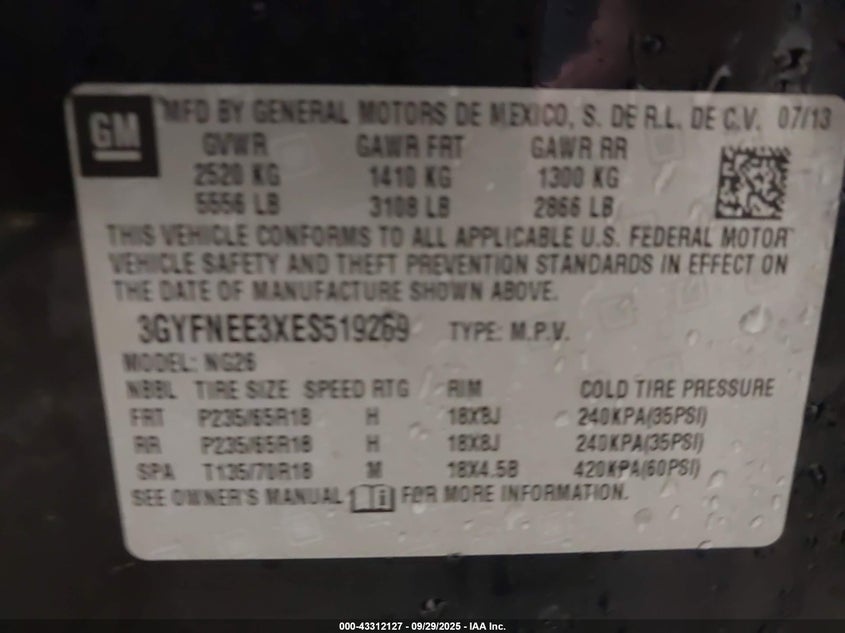 GM
MFD BY GENERAL MOTORS DE MEXICO, S. DE R.L. DE C.V. 07/13
GVWR GAWR FRT GAWR RR
2520 KG 1410 KG 1300 KG
5556 LB 3108 LB 2866 LB
THIS VEHICLE CONFORMS TO ALL APPLICABLE U.S. FEDERAL MOTOR
VEHICLE SAFETY AND THEFT PREVENTION STANDARDS IN EFFECT ON
THE DATE OF MANUFACTURE SHOWN ABOVE.
3GYFNEE3XES519269 TYPE: M.P.V.
MODEL: NG26
NBBL TIRE SIZE SPEED RTG RIM COLD TIRE PRESSURE
FRT P235/65R18 H 18X8J 240KPA(35PSI)
RR P235/65R18 H 18X8J 240KPA(35PSI)
SPA T135/70R18 M 18X4.5B 420KPA(60PSI)
SEE OWNER'S MANUAL FOR MORE INFORMATION.
000-43312127 - 09/29/2025 - IAA Inc.